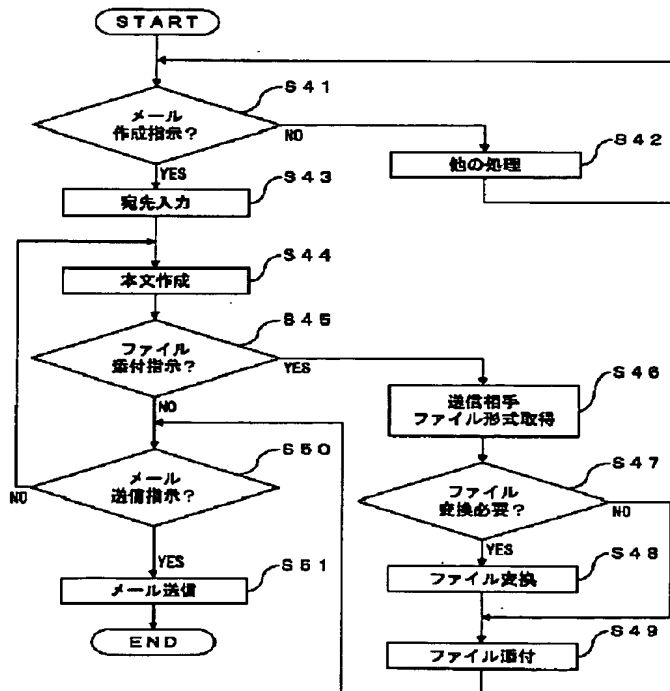 START
S41
メール
作成指示？
NO
YES
S42
他の処理
S43
宛先入力
S44
本文作成
S45
ファイル
添付指示？
YES
NO
S46
送信相手
ファイル形式取得
S47
ファイル
変換必要？
NO
YES
S48
ファイル変換
S49
ファイル添付
S50
メール
送信指示？
NO
YES
S51
メール送信
END